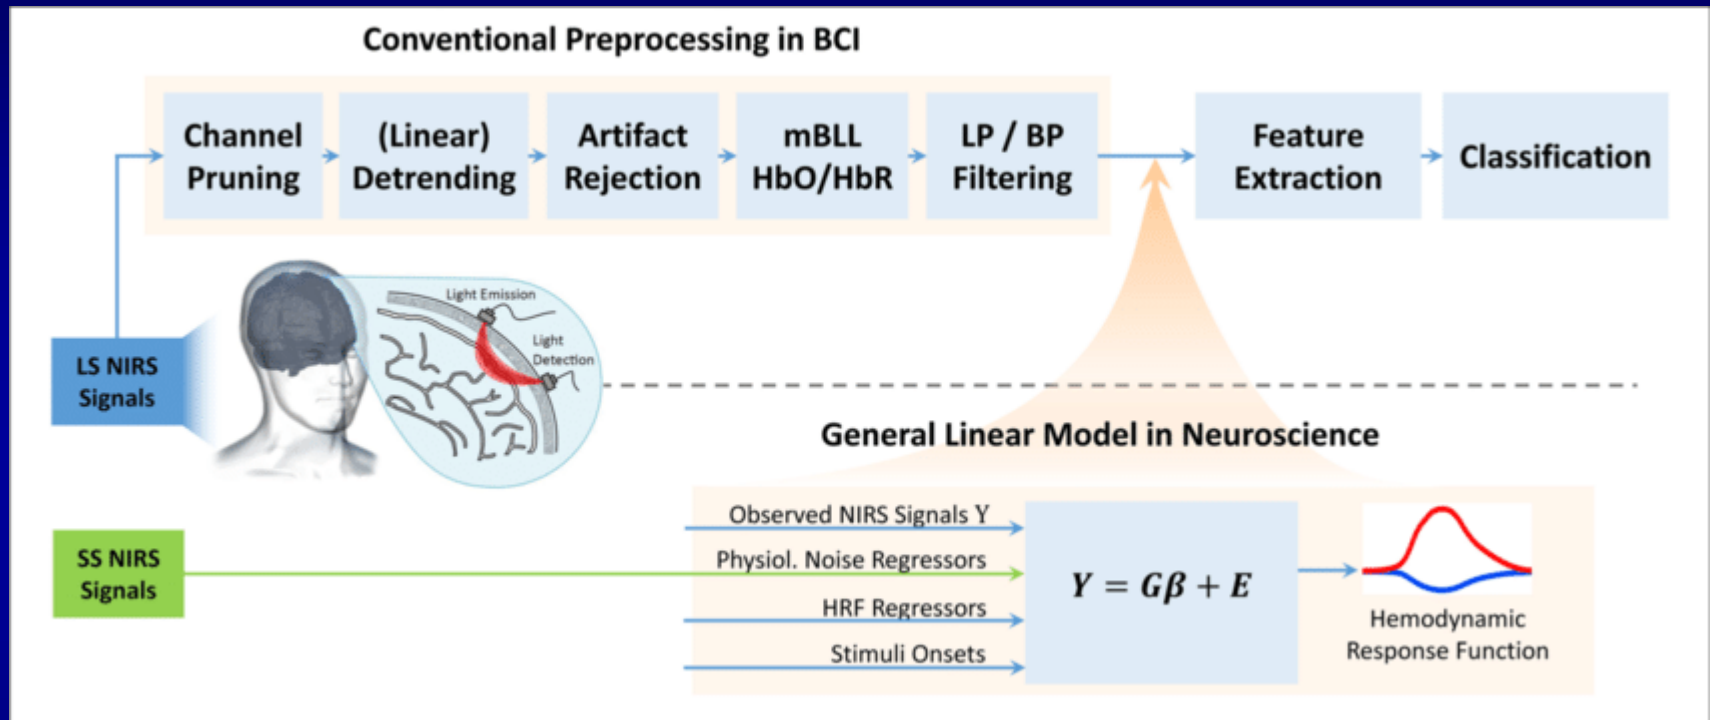 Conventional Preprocessing in BCI
Channel
Pruning
(Linear)
Detrending
Artifact
Rejection
mBLL
HbO/HbR
LP / BP
Filtering
Feature
Extraction
Classification
Light Emission
Light
Detection
LS NIRS
Signals
General Linear Model in Neuroscience
Observed NIRS Signals Y
Physiol. Noise Regressors
HRF Regressors
Stimuli Onsets
SS NIRS
Signals
Y = Gβ + E
Hemodynamic
Response Function